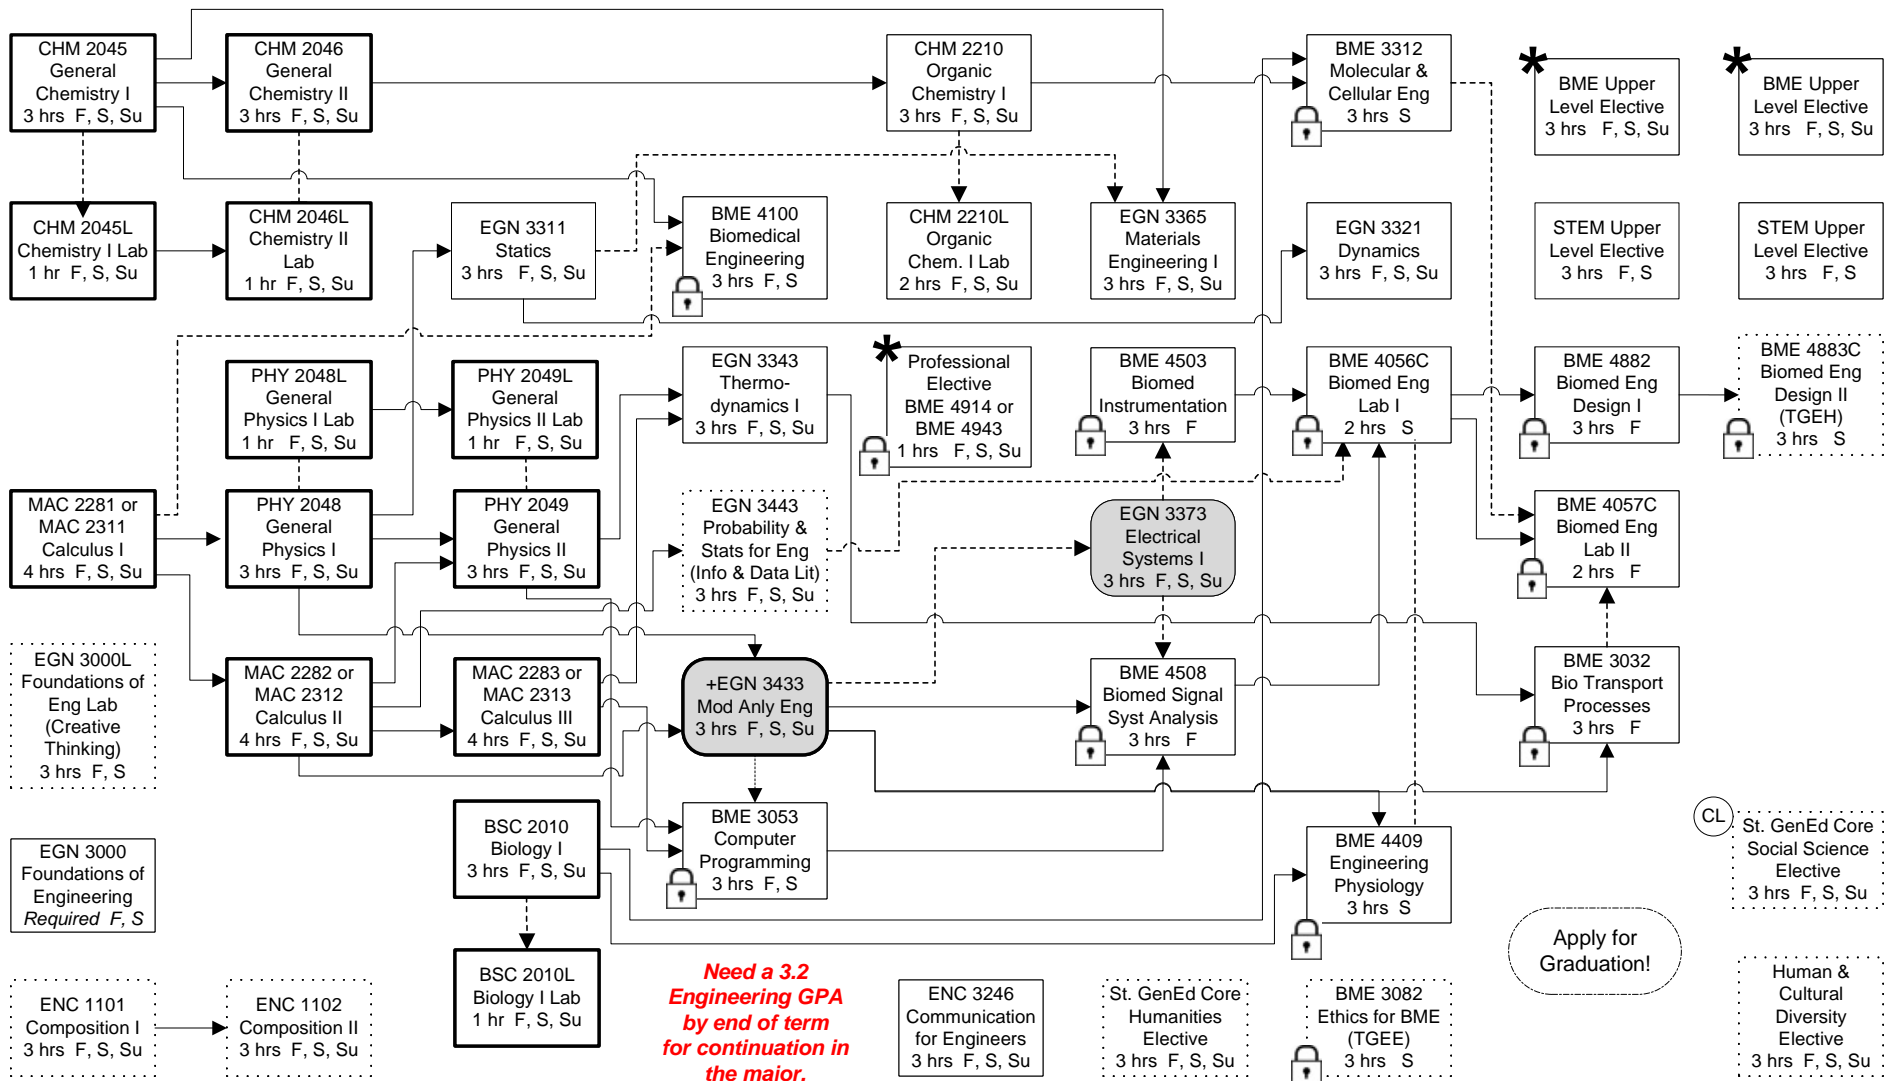 CHM 2045
General
Chemistry I
3 hrs F, S, Su
CHM 2046
General
Chemistry II
3 hrs F, S, Su
CHM 2210
Organic
Chemistry I
3 hrs F, S, Su
BME 3312
Molecular &
Cellular Eng
3 hrs S
*
BME Upper
Level Elective
3 hrs F, S, Su
*
BME Upper
Level Elective
3 hrs F, S, Su
CHM 2045L
Chemistry I Lab
1 hr F, S, Su
CHM 2046L
Chemistry II
Lab
1 hr F, S, Su
EGN 3311
Statics
3 hrs F, S, Su
BME 4100
Biomedical
Engineering
3 hrs F, S
CHM 2210L
Organic
Chem. I Lab
2 hrs F, S, Su
EGN 3365
Materials
Engineering I
3 hrs F, S, Su
EGN 3321
Dynamics
3 hrs F, S, Su
STEM Upper
Level Elective
3 hrs F, S
STEM Upper
Level Elective
3 hrs F, S
PHY 2048L
General
Physics I Lab
1 hr F, S, Su
PHY 2049L
General
Physics II Lab
1 hr F, S, Su
EGN 3343
Thermo-
dynamics I
3 hrs F, S, Su
*
Professional
Elective
BME 4914 or
BME 4943
1 hrs F, S, Su
BME 4503
Biomed
Instrumentation
3 hrs F
BME 4056C
Biomed Eng
Lab I
2 hrs S
BME 4882
Biomed Eng
Design I
3 hrs F
BME 4883C
Biomed Eng
Design II
(TGEH)
3 hrs S
MAC 2281 or
MAC 2311
Calculus I
4 hrs F, S, Su
PHY 2048
General
Physics I
3 hrs F, S, Su
PHY 2049
General
Physics II
3 hrs F, S, Su
EGN 3443
Probability &
Stats for Eng
(Info & Data Lit)
3 hrs F, S, Su
EGN 3373
Electrical
Systems I
3 hrs F, S, Su
BME 4057C
Biomed Eng
Lab II
2 hrs F
EGN 3000L
Foundations of
Eng Lab
(Creative
Thinking)
3 hrs F, S
MAC 2282 or
MAC 2312
Calculus II
4 hrs F, S, Su
MAC 2283 or
MAC 2313
Calculus III
4 hrs F, S, Su
+EGN 3433
Mod Anly Eng
3 hrs F, S, Su
BME 4508
Biomed Signal
Syst Analysis
3 hrs F
BME 3032
Bio Transport
Processes
3 hrs F
EGN 3000
Foundations of
Engineering
Required F, S
BSC 2010
Biology I
3 hrs F, S, Su
BME 3053
Computer
Programming
3 hrs F, S
BME 4409
Engineering
Physiology
3 hrs S
CL
St. GenEd Core
Social Science
Elective
3 hrs F, S, Su
ENC 1101
Composition I
3 hrs F, S, Su
ENC 1102
Composition II
3 hrs F, S, Su
BSC 2010L
Biology I Lab
1 hr F, S, Su
Need a 3.2
Engineering GPA
by end of term
for continuation in
the major.
ENC 3246
Communication
for Engineers
3 hrs F, S, Su
St. GenEd Core
Humanities
Elective
3 hrs F, S, Su
BME 3082
Ethics for BME
(TGEE)
3 hrs S
Apply for
Graduation!
Human &
Cultural
Diversity
Elective
3 hrs F, S, Su